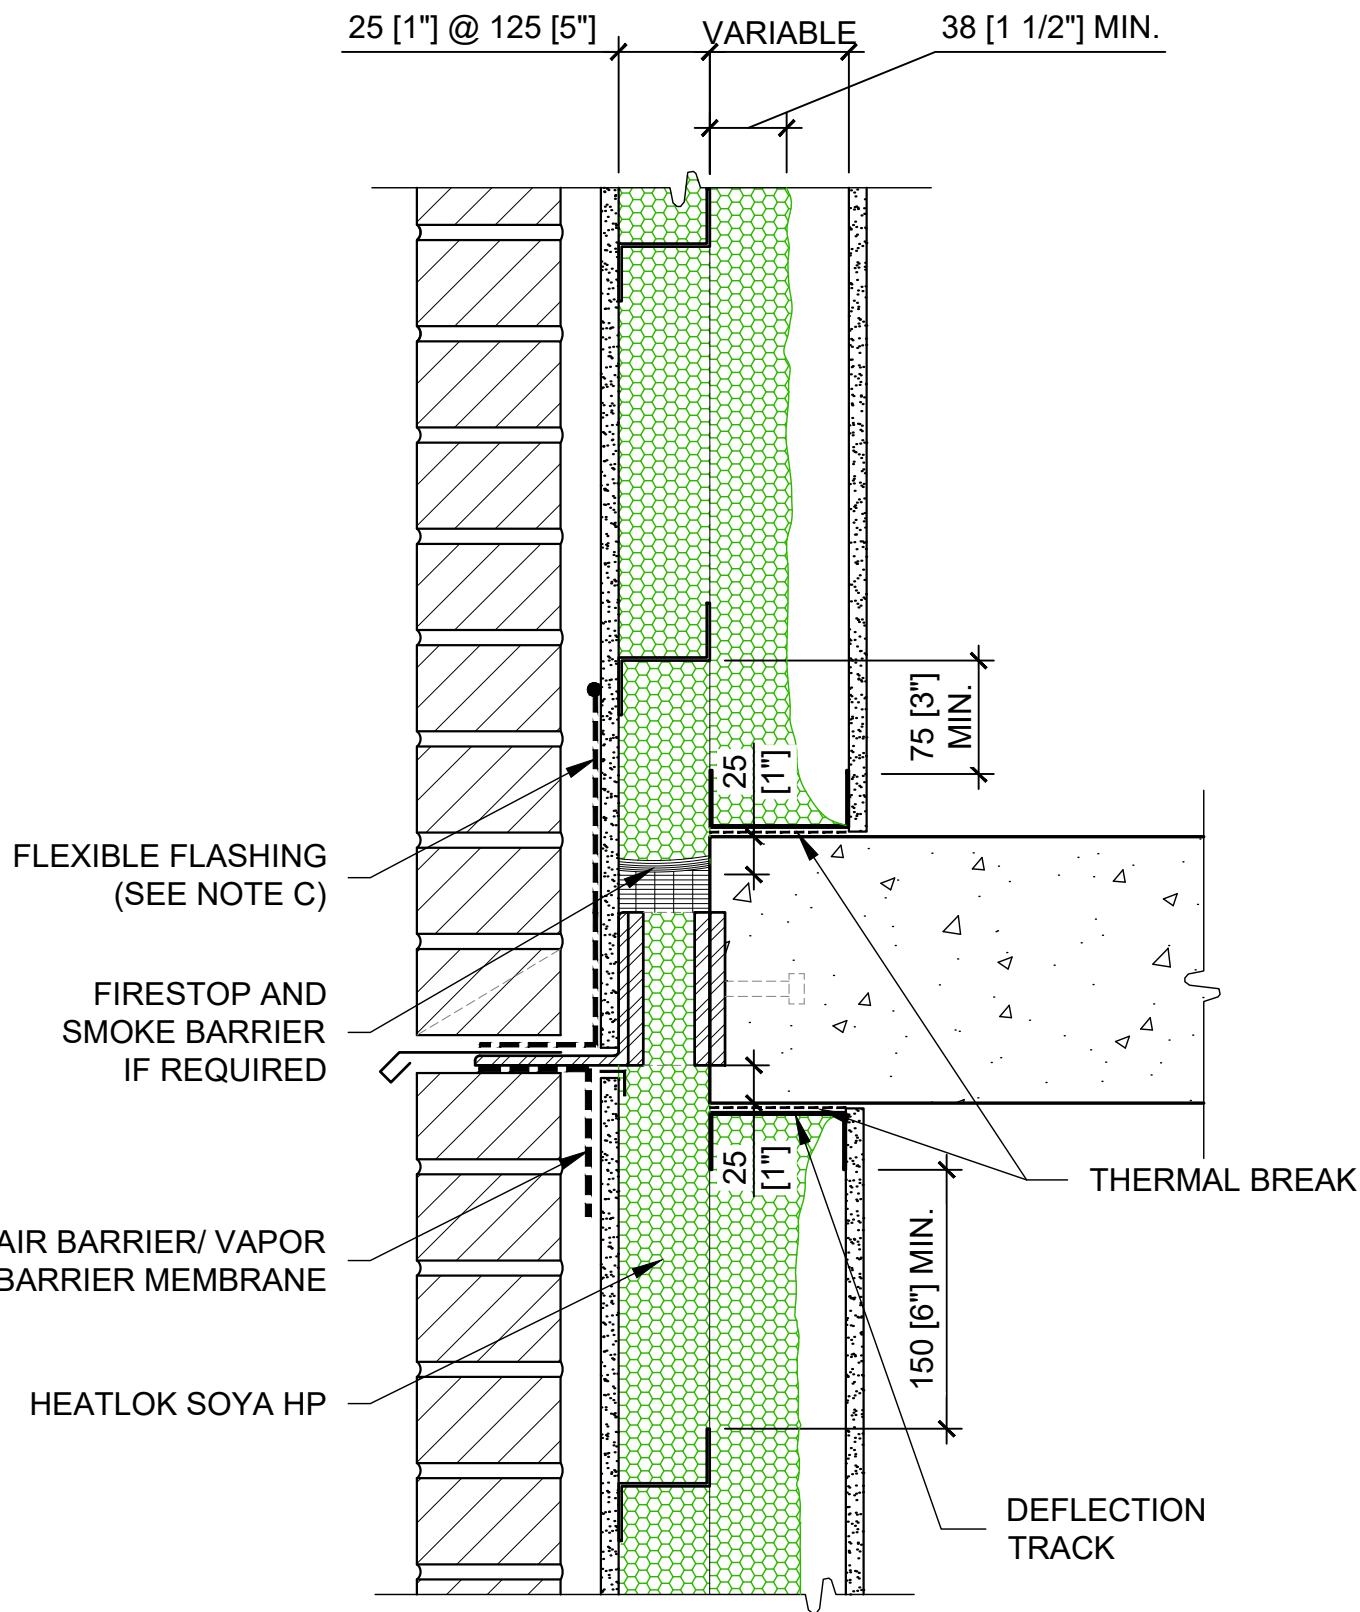 25 [1"] @ 125 [5"]
VARIABLE
38 [1 1/2"] MIN.
75 [3"]
MIN.
25
[1"]
FLEXIBLE FLASHING
(SEE NOTE C)
FIRESTOP AND
SMOKE BARRIER
IF REQUIRED
25
[1"]
THERMAL BREAK
AIR BARRIER/ VAPOR
BARRIER MEMBRANE
150 [6"] MIN.
HEATLOK SOYA HP
DEFLECTION
TRACK